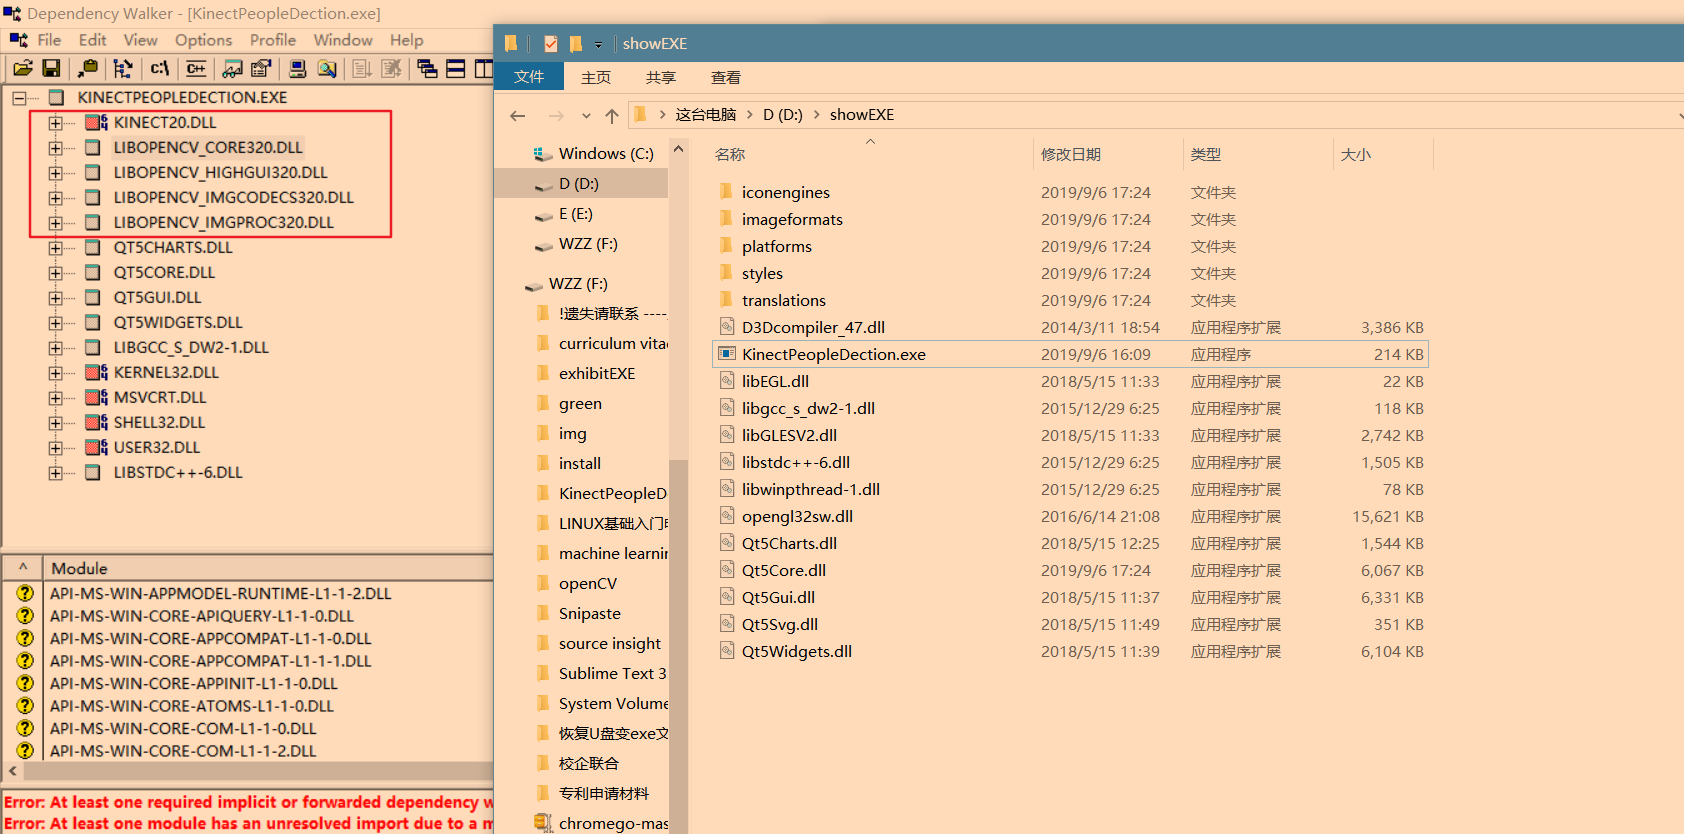 Dependency Walker - [KinectPeopleDection.exe]
File Edit View Options Profile Window Help
C:\ C++
KINECTPEOPLEDECTION.EXE
KINECT20.DLL
LIBOPENCV_CORE320.DLL
LIBOPENCV_HIGHGUI320.DLL
LIBOPENCV_IMGCODECS320.DLL
LIBOPENCV_IMGPROC320.DLL
QT5CHARTS.DLL
QT5CORE.DLL
QT5GUI.DLL
QT5WIDGETS.DLL
LIBGCC_S_DW2-1.DLL
KERNEL32.DLL
MSVCRT.DLL
SHELL32.DLL
USER32.DLL
LIBSTDC++-6.DLL
^ Module
API-MS-WIN-APPMODEL-RUNTIME-L1-1-2.DLL
API-MS-WIN-CORE-APIQUERY-L1-1-0.DLL
API-MS-WIN-CORE-APPCOMPAT-L1-1-0.DLL
API-MS-WIN-CORE-APPCOMPAT-L1-1-1.DLL
API-MS-WIN-CORE-APPINIT-L1-1-0.DLL
API-MS-WIN-CORE-ATOMS-L1-1-0.DLL
API-MS-WIN-CORE-COM-L1-1-0.DLL
API-MS-WIN-CORE-COM-L1-1-2.DLL
Error: At least one required implicit or forwarded dependency w
Error: At least one module has an unresolved import due to a m
showEXE
文件 主页 共享 查看
这台电脑 > D (D:) > showEXE
Windows (C:)
D (D:)
E (E:)
WZZ (F:)
WZZ (F:)
!遗失请联系 ----
curriculum vitae
exhibitEXE
green
img
install
KinectPeopleD
LINUX基础入门
machine learnin
openCV
Snipaste
source insight
Sublime Text 3
System Volume
恢复U盘变exe文
校企联合
专利申请材料
chromego-mas
名称 修改日期 类型 大小
iconengines 2019/9/6 17:24 文件夹
imageformats 2019/9/6 17:24 文件夹
platforms 2019/9/6 17:24 文件夹
styles 2019/9/6 17:24 文件夹
translations 2019/9/6 17:24 文件夹
D3Dcompiler_47.dll 2014/3/11 18:54 应用程序扩展 3,386 KB
KinectPeopleDection.exe 2019/9/6 16:09 应用程序 214 KB
libEGL.dll 2018/5/15 11:33 应用程序扩展 22 KB
libgcc_s_dw2-1.dll 2015/12/29 6:25 应用程序扩展 118 KB
libGLESV2.dll 2018/5/15 11:33 应用程序扩展 2,742 KB
libstdc++-6.dll 2015/12/29 6:25 应用程序扩展 1,505 KB
libwinpthread-1.dll 2015/12/29 6:25 应用程序扩展 78 KB
opengl32sw.dll 2016/6/14 21:08 应用程序扩展 15,621 KB
Qt5Charts.dll 2018/5/15 12:25 应用程序扩展 1,544 KB
Qt5Core.dll 2019/9/6 17:24 应用程序扩展 6,067 KB
Qt5Gui.dll 2018/5/15 11:37 应用程序扩展 6,331 KB
Qt5Svg.dll 2018/5/15 11:49 应用程序扩展 351 KB
Qt5Widgets.dll 2018/5/15 11:39 应用程序扩展 6,104 KB